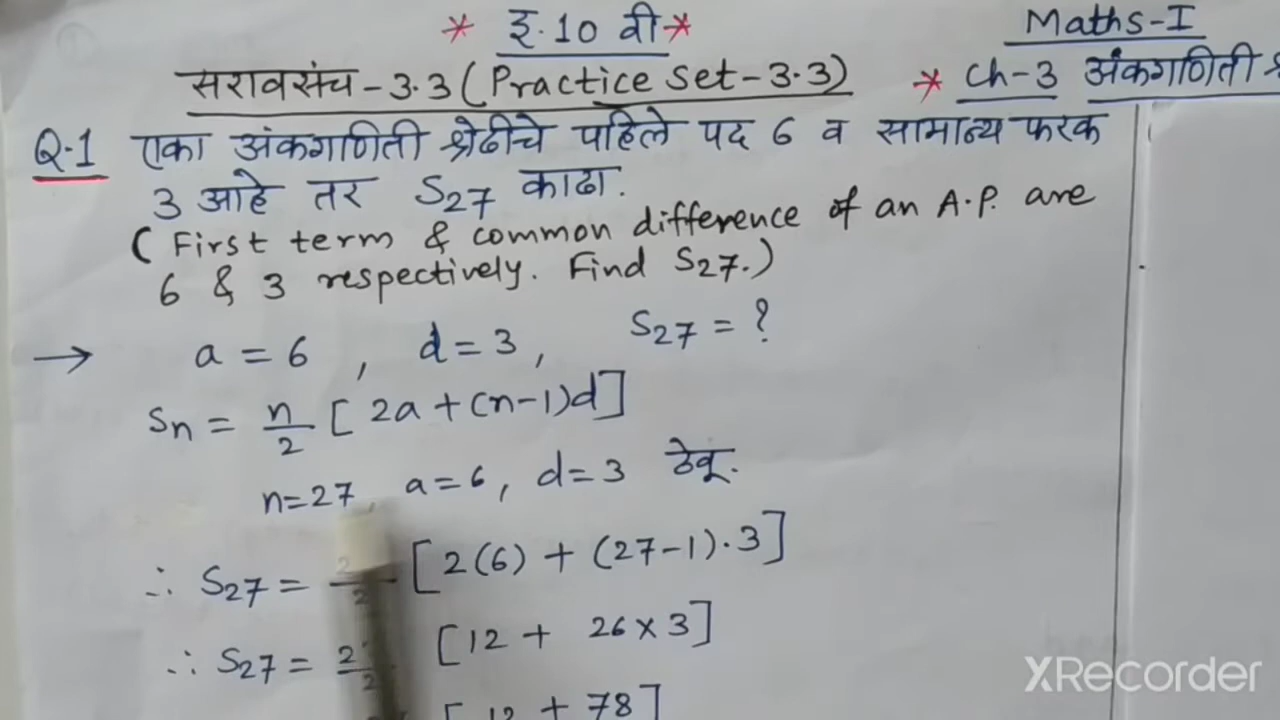 * इ.10 वी *
Maths-I
सरावसंच-3.3 (Practice Set-3.3)
* Ch-3 अंकगणिती
Q.1 एका अंकगणिती श्रेढीचे पहिले पद 6 व सामान्य फरक
3 आहे तर S27 काढा.
(First term & common difference of an A.P. are
6 & 3 respectively. Find S27.)
→ a = 6 , d = 3 , S27 = ?
Sn = n/2 [2a + (n-1)d]
n=27, a=6, d=3 ठेवू.
∴ S27 = [2(6) + (27-1)·3]
∴ S27 = [12 + 26×3]
[12 + 78]
XRecorder